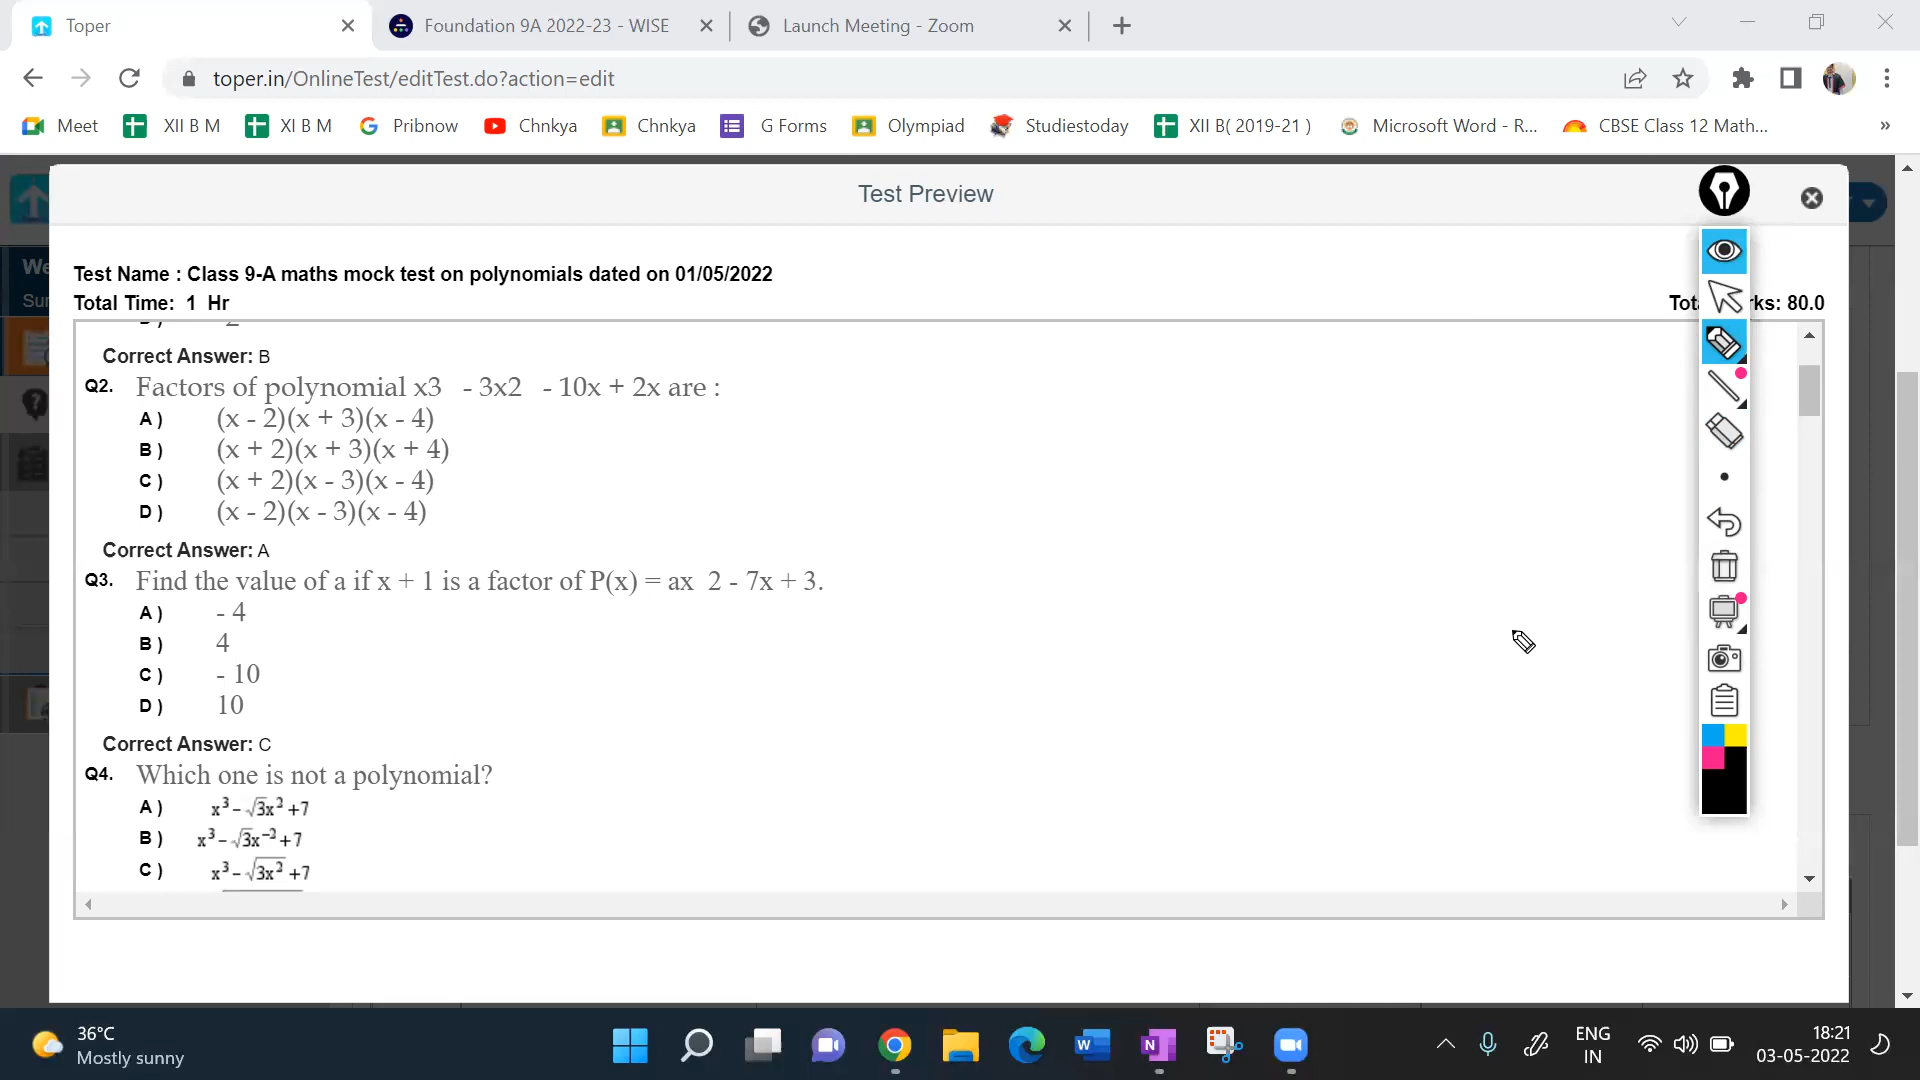 Toper
Foundation 9A 2022-23 - WISE
Launch Meeting - Zoom
toper.in/OnlineTest/editTest.do?action=edit
Meet
XII B M
XI B M
Pribnow
Chnkya
Chnkya
G Forms
Olympiad
Studiestoday
XII B( 2019-21 )
Microsoft Word - R...
CBSE Class 12 Math...
»
Test Preview
We
Sur
Test Name : Class 9-A maths mock test on polynomials dated on 01/05/2022
Total Time: 1 Hr
Tot rks: 80.0
Correct Answer: B
Q2. Factors of polynomial x3 - 3x2 - 10x + 2x are :
A ) (x - 2)(x + 3)(x - 4)
B ) (x + 2)(x + 3)(x + 4)
C ) (x + 2)(x - 3)(x - 4)
D ) (x - 2)(x - 3)(x - 4)
Correct Answer: A
Q3. Find the value of a if x + 1 is a factor of P(x) = ax 2 - 7x + 3.
A ) - 4
B ) 4
C ) - 10
D ) 10
Correct Answer: C
Q4. Which one is not a polynomial?
A ) x³ – √3x² +7
B ) x³ – √3x⁻² +7
C ) x³ – √3x² +7
36°C
Mostly sunny
ENG
IN
18:21
03-05-2022